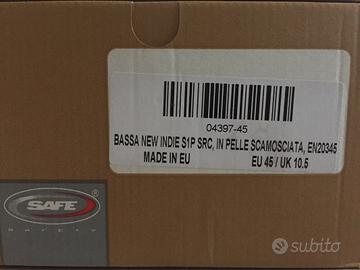 04397-45
BASSA NEW INDIE S1P SRC, IN PELLE SCAMOSCIATA, EN20345
MADE IN EU EU 45 / UK 10.5
SAFE
SAFETY
subito